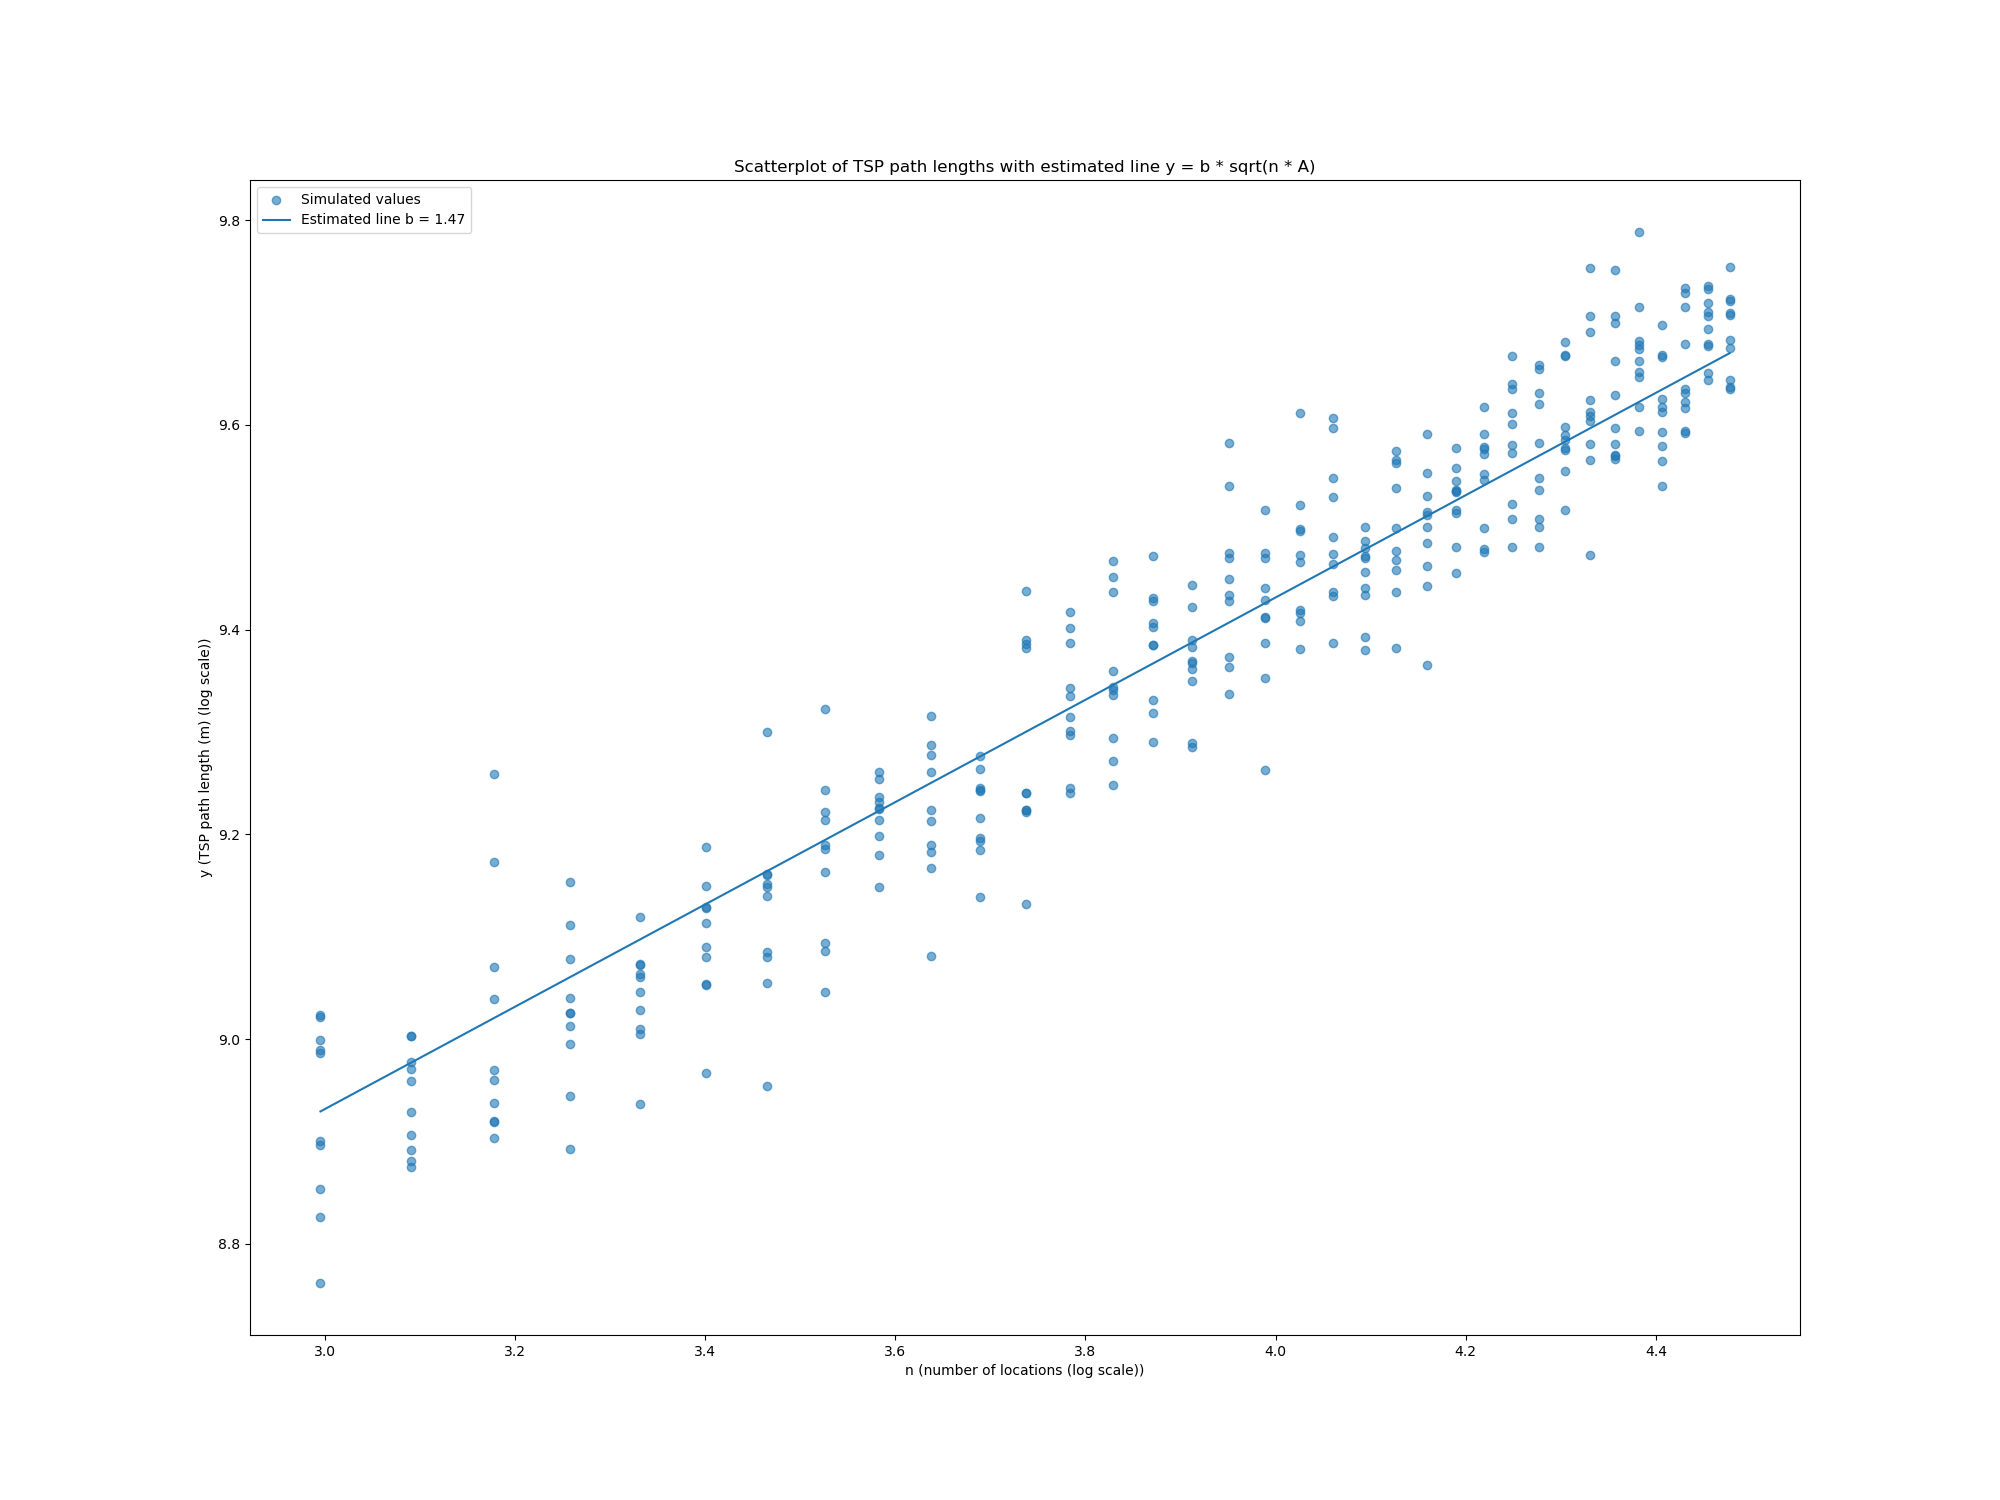 Scatterplot of TSP path lengths with estimated line y = b * sqrt(n * A)
Simulated values
Estimated line b = 1.47
y (TSP path length (m) (log scale))
9.8
9.6
9.4
9.2
9.0
8.8
3.0 3.2 3.4 3.6 3.8 4.0 4.2 4.4
n (number of locations (log scale))